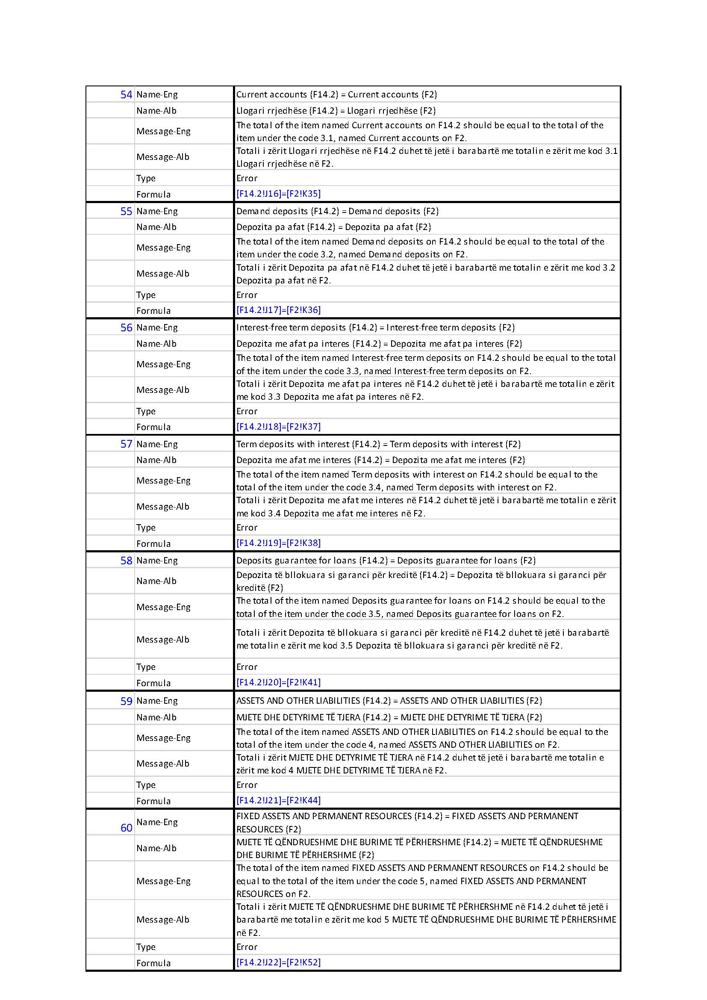 54 Name-Eng Current accounts (F14.2) = Current accounts (F2)
Name-Alb Llogari rrjedhëse (F14.2) = Llogari rrjedhëse (F2)
Message-Eng The total of the item named Current accounts on F14.2 should be equal to the total of the
item under the code 3.1, named Current accounts on F2.
Message-Alb Totali i zërit Llogari rrjedhëse në F14.2 duhet të jetë i barabartë me totalin e zërit me kod 3.1
Llogari rrjedhëse në F2.
Type Error
Formula [F14.2!J16]=[F2!K35]
55 Name-Eng Demand deposits (F14.2) = Demand deposits (F2)
Name-Alb Depozita pa afat (F14.2) = Depozita pa afat (F2)
Message-Eng The total of the item named Demand deposits on F14.2 should be equal to the total of the
item under the code 3.2, named Demand deposits on F2.
Message-Alb Totali i zërit Depozita pa afat në F14.2 duhet të jetë i barabartë me totalin e zërit me kod 3.2
Depozita pa afat në F2.
Type Error
Formula [F14.2!J17]=[F2!K36]
56 Name-Eng Interest-free term deposits (F14.2) = Interest-free term deposits (F2)
Name-Alb Depozita me afat pa interes (F14.2) = Depozita me afat pa interes (F2)
Message-Eng The total of the item named Interest-free term deposits on F14.2 should be equal to the total
of the item under the code 3.3, named Interest-free term deposits on F2.
Message-Alb Totali i zërit Depozita me afat pa interes në F14.2 duhet të jetë i barabartë me totalin e zërit
me kod 3.3 Depozita me afat pa interes në F2.
Type Error
Formula [F14.2!J18]=[F2!K37]
57 Name-Eng Term deposits with interest (F14.2) = Term deposits with interest (F2)
Name-Alb Depozita me afat me interes (F14.2) = Depozita me afat me interes (F2)
Message-Eng The total of the item named Term deposits with interest on F14.2 should be equal to the
total of the item under the code 3.4, named Term deposits with interest on F2.
Message-Alb Totali i zërit Depozita me afat me interes në F14.2 duhet të jetë i barabartë me totalin e zërit
me kod 3.4 Depozita me afat me interes në F2.
Type Error
Formula [F14.2!J19]=[F2!K38]
58 Name-Eng Deposits guarantee for loans (F14.2) = Deposits guarantee for loans (F2)
Name-Alb Depozita të bllokuara si garanci për kreditë (F14.2) = Depozita të bllokuara si garanci për
kreditë (F2)
Message-Eng The total of the item named Deposits guarantee for loans on F14.2 should be equal to the
total of the item under the code 3.5, named Deposits guarantee for loans on F2.
Message-Alb Totali i zërit Depozita të bllokuara si garanci për kreditë në F14.2 duhet të jetë i barabartë
me totalin e zërit me kod 3.5 Depozita të bllokuara si garanci për kreditë në F2.
Type Error
Formula [F14.2!J20]=[F2!K41]
59 Name-Eng ASSETS AND OTHER LIABILITIES (F14.2) = ASSETS AND OTHER LIABILITIES (F2)
Name-Alb MJETE DHE DETYRIME TË TJERA (F14.2) = MJETE DHE DETYRIME TË TJERA (F2)
Message-Eng The total of the item named ASSETS AND OTHER LIABILITIES on F14.2 should be equal to the
total of the item under the code 4, named ASSETS AND OTHER LIABILITIES on F2.
Message-Alb Totali i zërit MJETE DHE DETYRIME TË TJERA në F14.2 duhet të jetë i barabartë me totalin e
zërit me kod 4 MJETE DHE DETYRIME TË TJERA në F2.
Type Error
Formula [F14.2!J21]=[F2!K44]
60 Name-Eng FIXED ASSETS AND PERMANENT RESOURCES (F14.2) = FIXED ASSETS AND PERMANENT
RESOURCES (F2)
Name-Alb MJETE TË QËNDRUESHME DHE BURIME TË PËRHERSHME (F14.2) = MJETE TË QËNDRUESHME
DHE BURIME TË PËRHERSHME (F2)
Message-Eng The total of the item named FIXED ASSETS AND PERMANENT RESOURCES on F14.2 should be
equal to the total of the item under the code 5, named FIXED ASSETS AND PERMANENT
RESOURCES on F2.
Message-Alb Totali i zërit MJETE TË QËNDRUESHME DHE BURIME TË PËRHERSHME në F14.2 duhet të jetë i
barabartë me totalin e zërit me kod 5 MJETE TË QËNDRUESHME DHE BURIME TË PËRHERSHME
në F2.
Type Error
Formula [F14.2!J22]=[F2!K52]